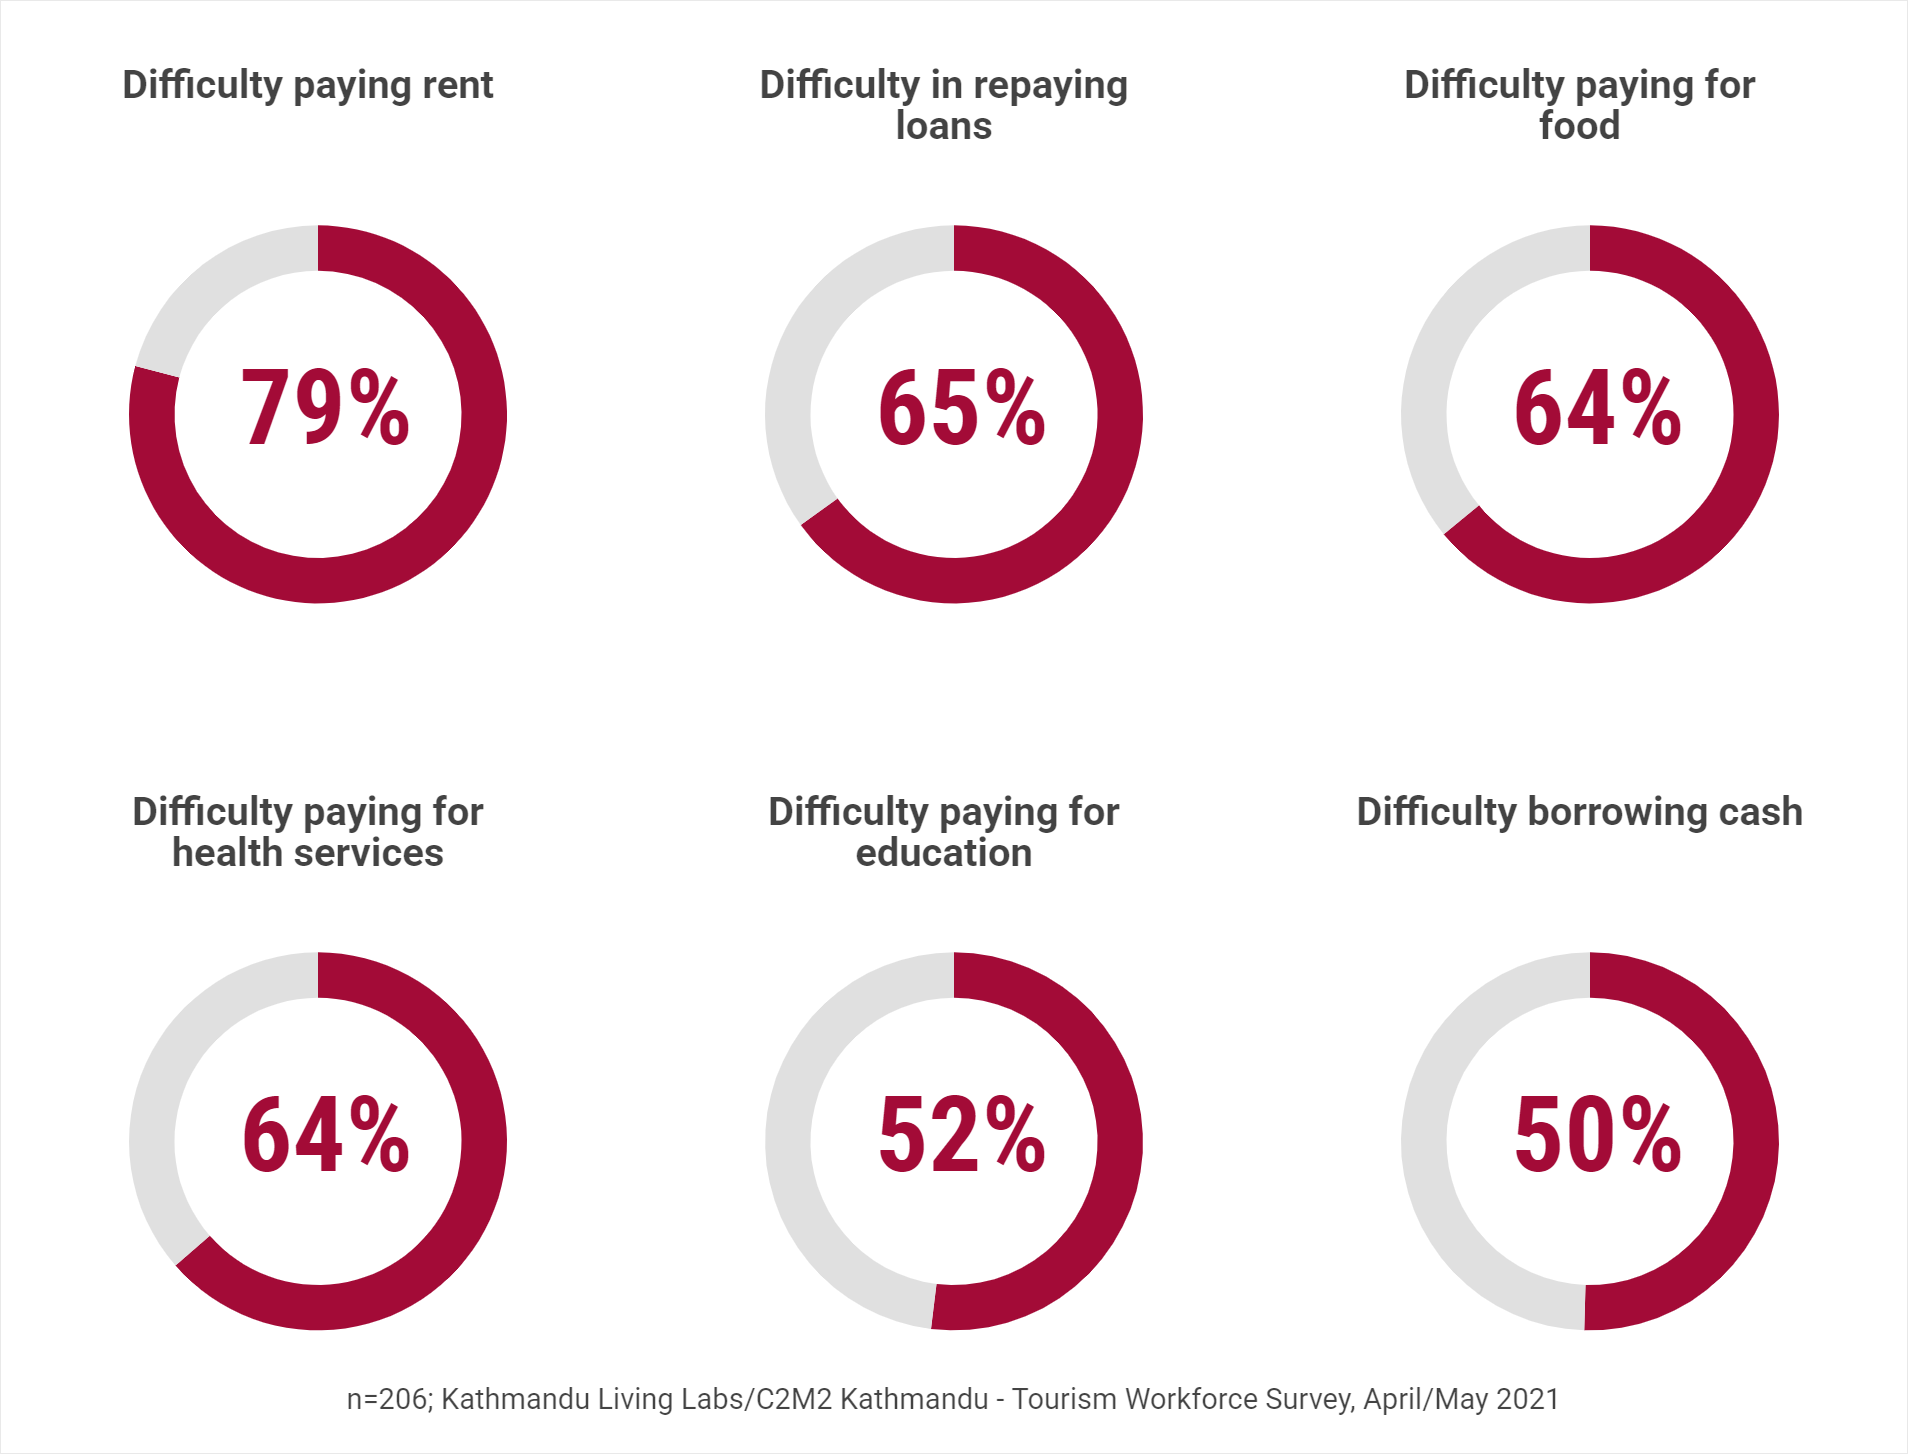 Difficulty paying rent
Difficulty in repaying
loans
Difficulty paying for
food
79%
65%
64%
Difficulty paying for
health services
Difficulty paying for
education
Difficulty borrowing cash
64%
52%
50%
n=206; Kathmandu Living Labs/C2M2 Kathmandu - Tourism Workforce Survey, April/May 2021